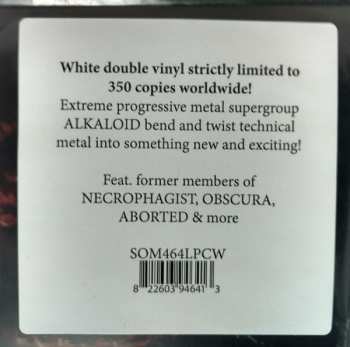 White double vinyl strictly limited to
350 copies worldwide!
Extreme progressive metal supergroup
ALKALOID bend and twist technical
metal into something new and exciting!
Feat. former members of
NECROPHAGIST, OBSCURA,
ABORTED & more
SOM464LPCW
8 22603 94641 3